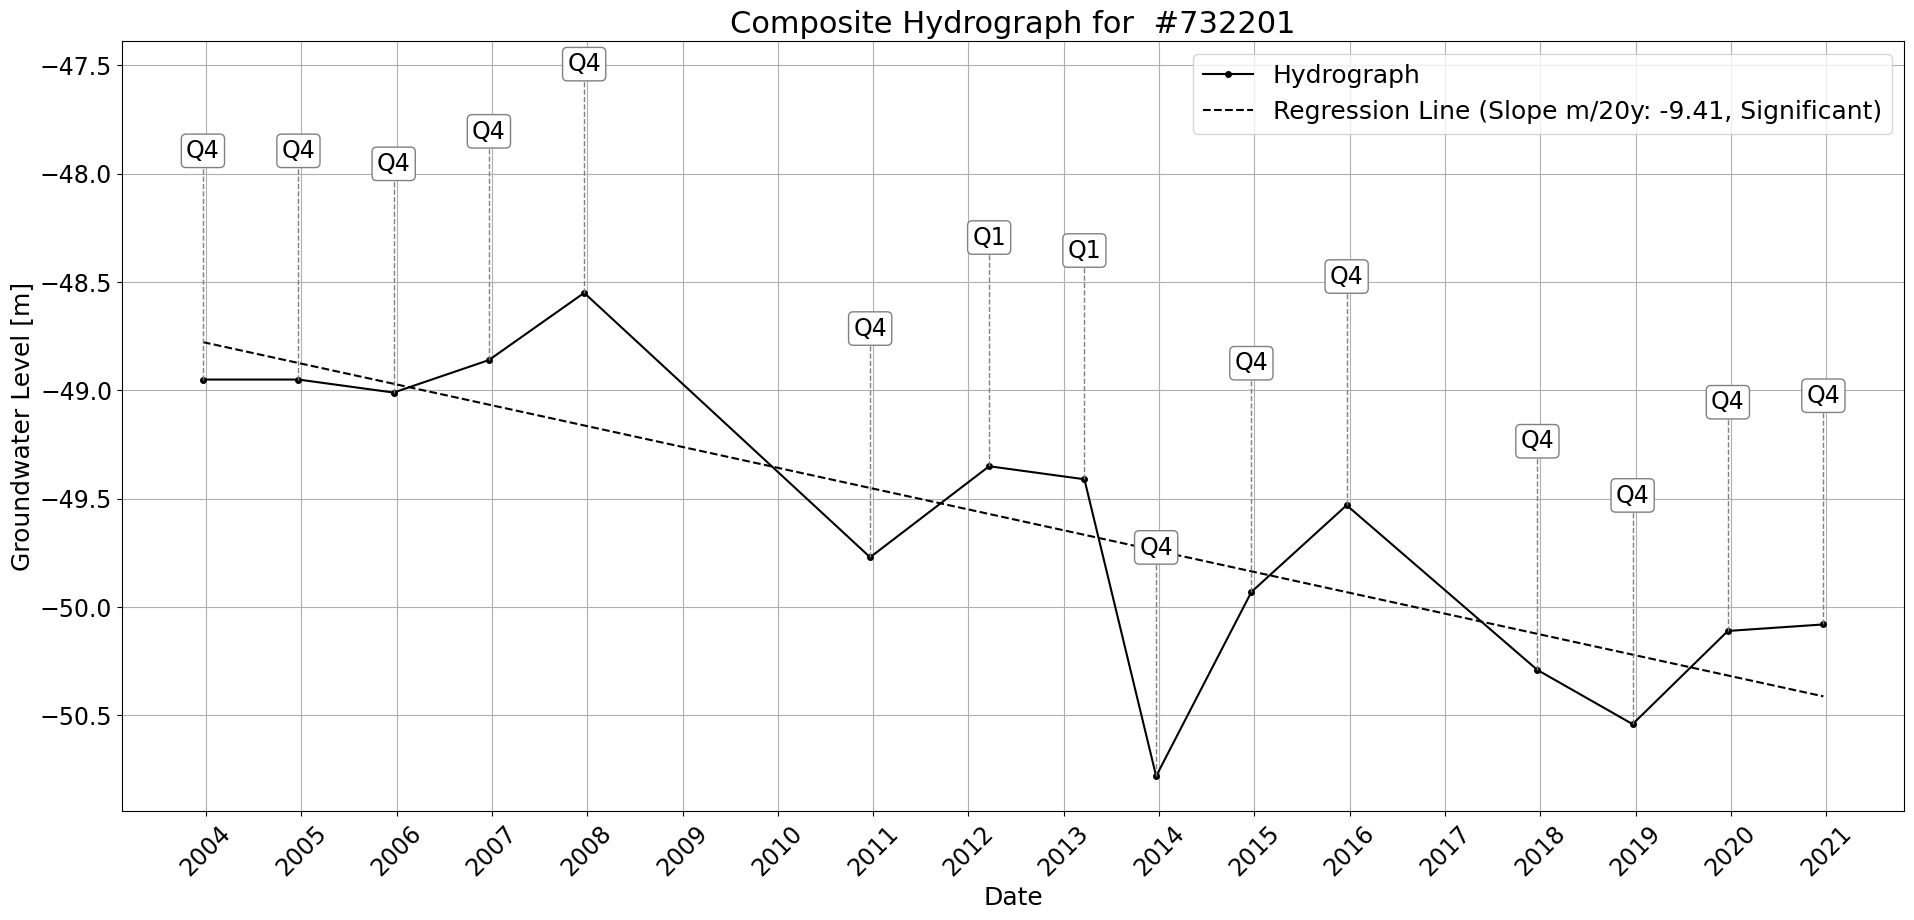 Composite Hydrograph for #732201
Hydrograph
Regression Line (Slope m/20y: -9.41, Significant)
Groundwater Level [m]
−47.5
−48.0
−48.5
−49.0
−49.5
−50.0
−50.5
Q4
Q4
Q4
Q4
Q4
Q4
Q1
Q1
Q4
Q4
Q4
Q4
Q4
Q4
Q4
2004
2005
2006
2007
2008
2009
2010
2011
2012
2013
2014
2015
2016
2017
2018
2019
2020
2021
Date